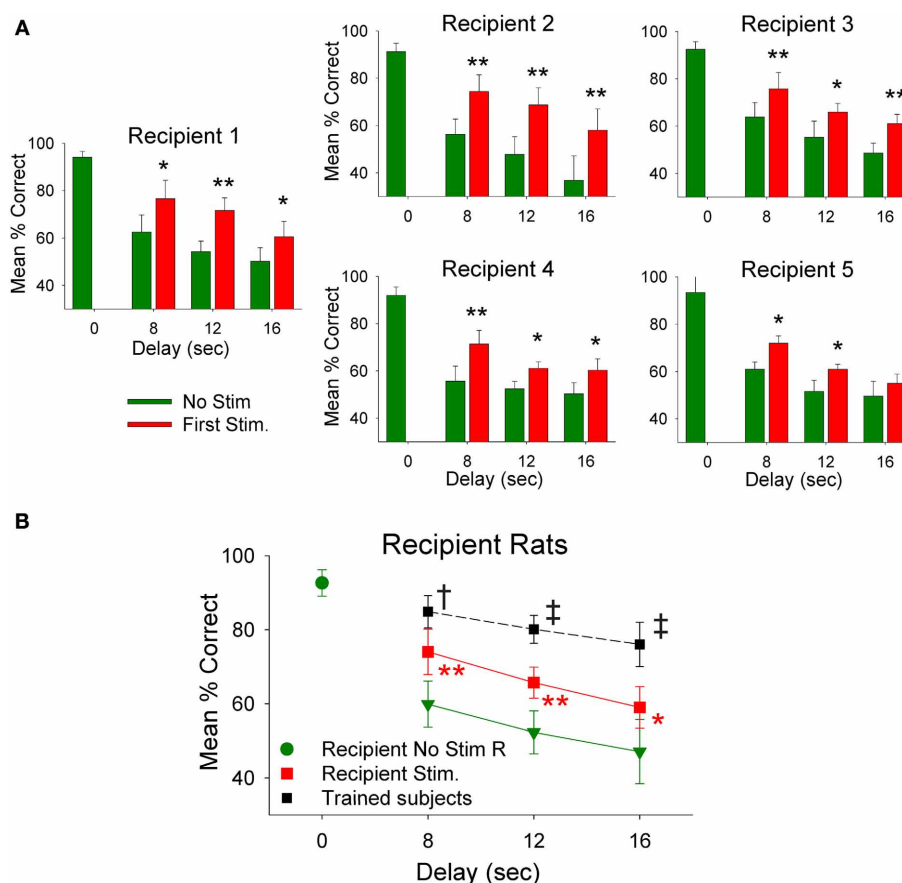 A
Recipient 1
Mean % Correct
100
80
60
40
* ** *
0 8 12 16
Delay (sec)
No Stim
First Stim.
Recipient 2
Mean % Correct
100
80
60
40
** ** **
0 8 12 16
Recipient 3
Mean % Correct
100
80
60
40
** * **
0 8 12 16
Recipient 4
Mean % Correct
100
80
60
40
** * *
0 8 12 16
Delay (sec)
Recipient 5
Mean % Correct
100
80
60
40
* *
0 8 12 16
Delay (sec)
B
Recipient Rats
Mean % Correct
100
80
60
40
† ‡ ‡
** ** *
Recipient No Stim R
Recipient Stim.
Trained subjects
0 8 12 16
Delay (sec)